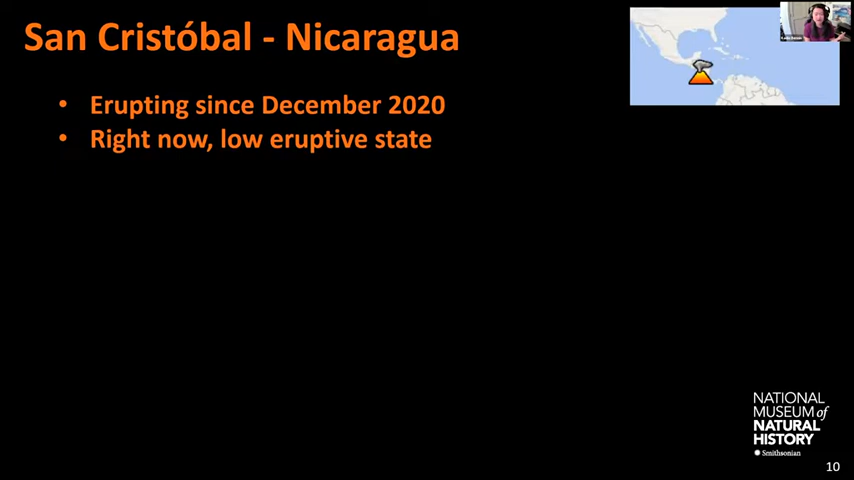 San Cristóbal - Nicaragua
• Erupting since December 2020
• Right now, low eruptive state
NATIONAL
MUSEUM of
NATURAL
HISTORY
Smithsonian
10